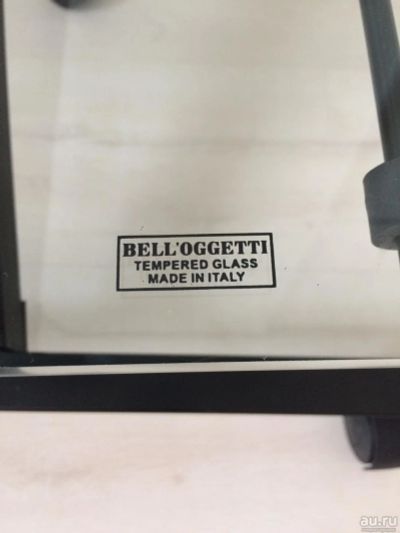 BELL'OGGETTI
TEMPERED GLASS
MADE IN ITALY
au.ru